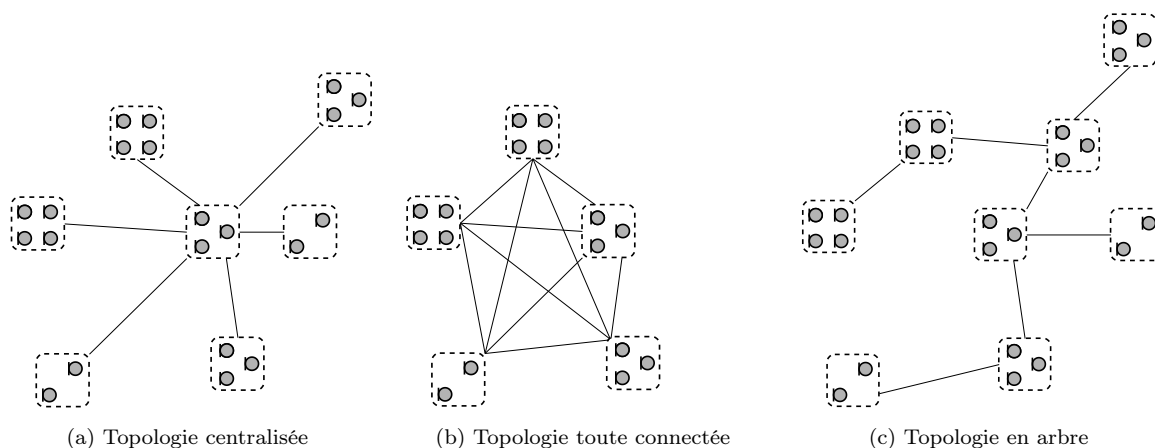 (a) Topologie centralisée
(b) Topologie toute connectée
(c) Topologie en arbre